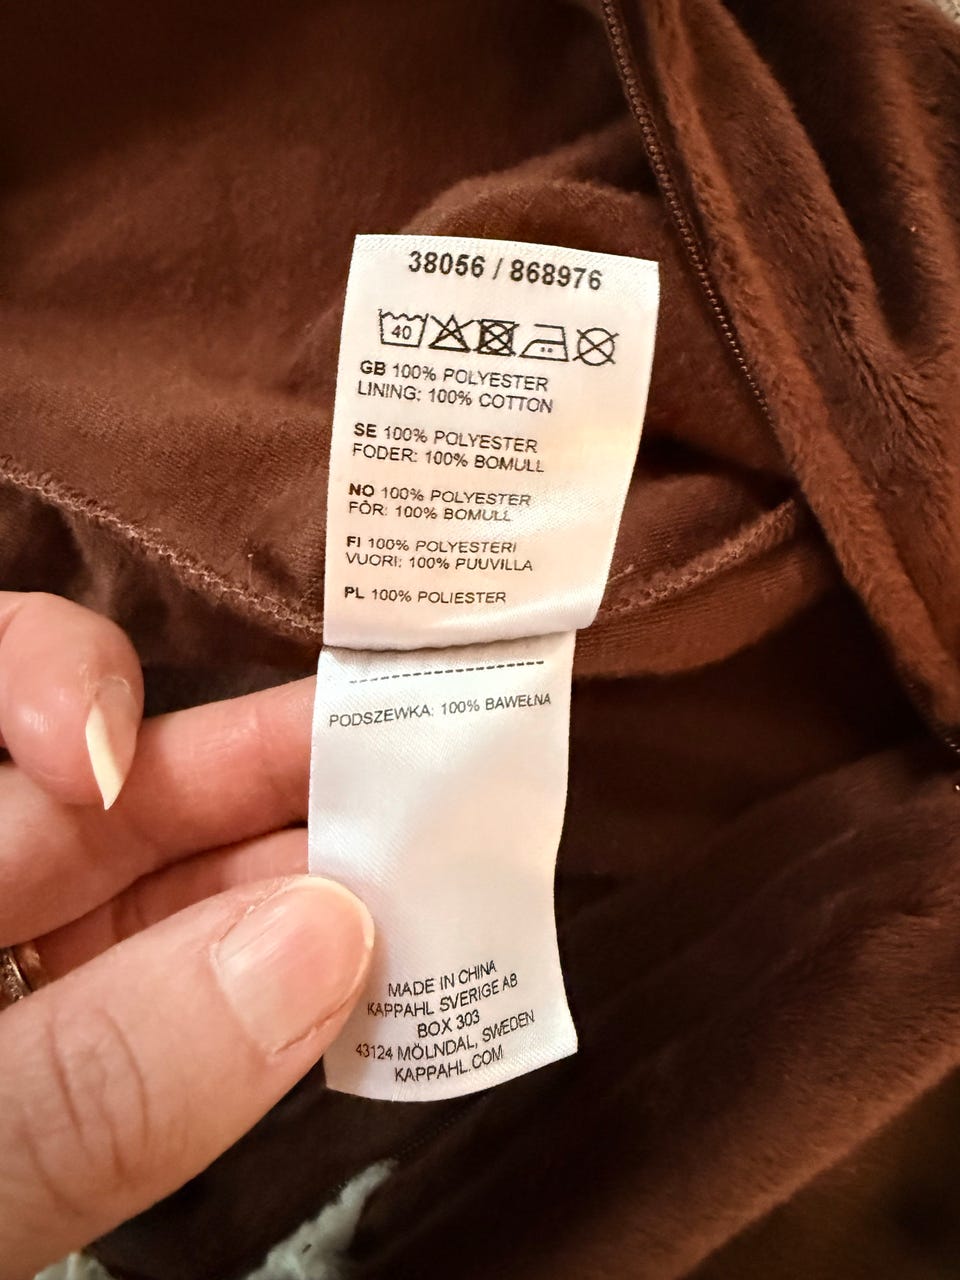 38056 / 868976
40
GB 100% POLYESTER
LINING: 100% COTTON
SE 100% POLYESTER
FODER: 100% BOMULL
NO 100% POLYESTER
FÔR: 100% BOMULL
FI 100% POLYESTERI
VUORI: 100% PUUVILLA
PL 100% POLIESTER
PODSZEWKA: 100% BAWEŁNA
MADE IN CHINA
KAPPAHL SVERIGE AB
BOX 303
43124 MÖLNDAL, SWEDEN
KAPPAHL.COM